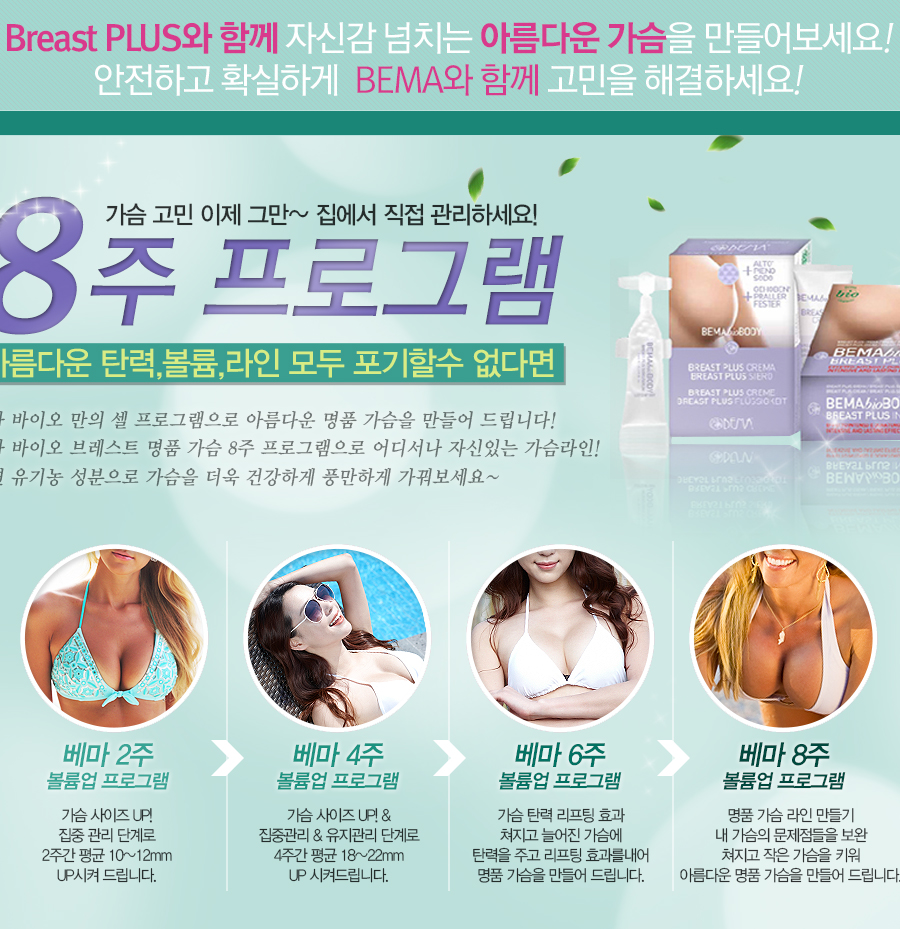 Breast PLUS와 함께 자신감 넘치는 아름다운 가슴을 만들어보세요!
안전하고 확실하게 BEMA와 함께 고민을 해결하세요!
가슴 고민 이제 그만~ 집에서 직접 관리하세요!
8주 프로그램
아름다운 탄력,볼륨,라인 모두 포기할수 없다면
바이오 만의 셀 프로그램으로 아름다운 명품 가슴을 만들어 드립니다!
바이오 브레스트 명품 가슴 8주 프로그램으로 어디서나 자신있는 가슴라인!
유기농 성분으로 가슴을 더욱 건강하게 풍만하게 가꿔보세요~
BEMA
BEMAbioBODY
BREAST PLUS CREMA
BREAST PLUS SIERO
BREAST PLUS CREME
BEMA
bio
BEMAbio
BEMAbioBO
BREAST PLUS IN
베마 2주
볼륨업 프로그램
가슴 사이즈 UP!
집중 관리 단계로
2주간 평균 10~12mm
UP시켜 드립니다.
베마 4주
볼륨업 프로그램
가슴 사이즈 UP! &
집중관리 & 유지관리 단계로
4주간 평균 18~22mm
UP 시켜드립니다.
베마 6주
볼륨업 프로그램
가슴 탄력 리프팅 효과
쳐지고 늘어진 가슴에
탄력을 주고 리프팅 효과를내어
명품 가슴을 만들어 드립니다.
베마 8주
볼륨업 프로그램
명품 가슴 라인 만들기
내 가슴의 문제점들을 보완
쳐지고 작은 가슴을 키워
아름다운 명품 가슴을 만들어 드립니다.